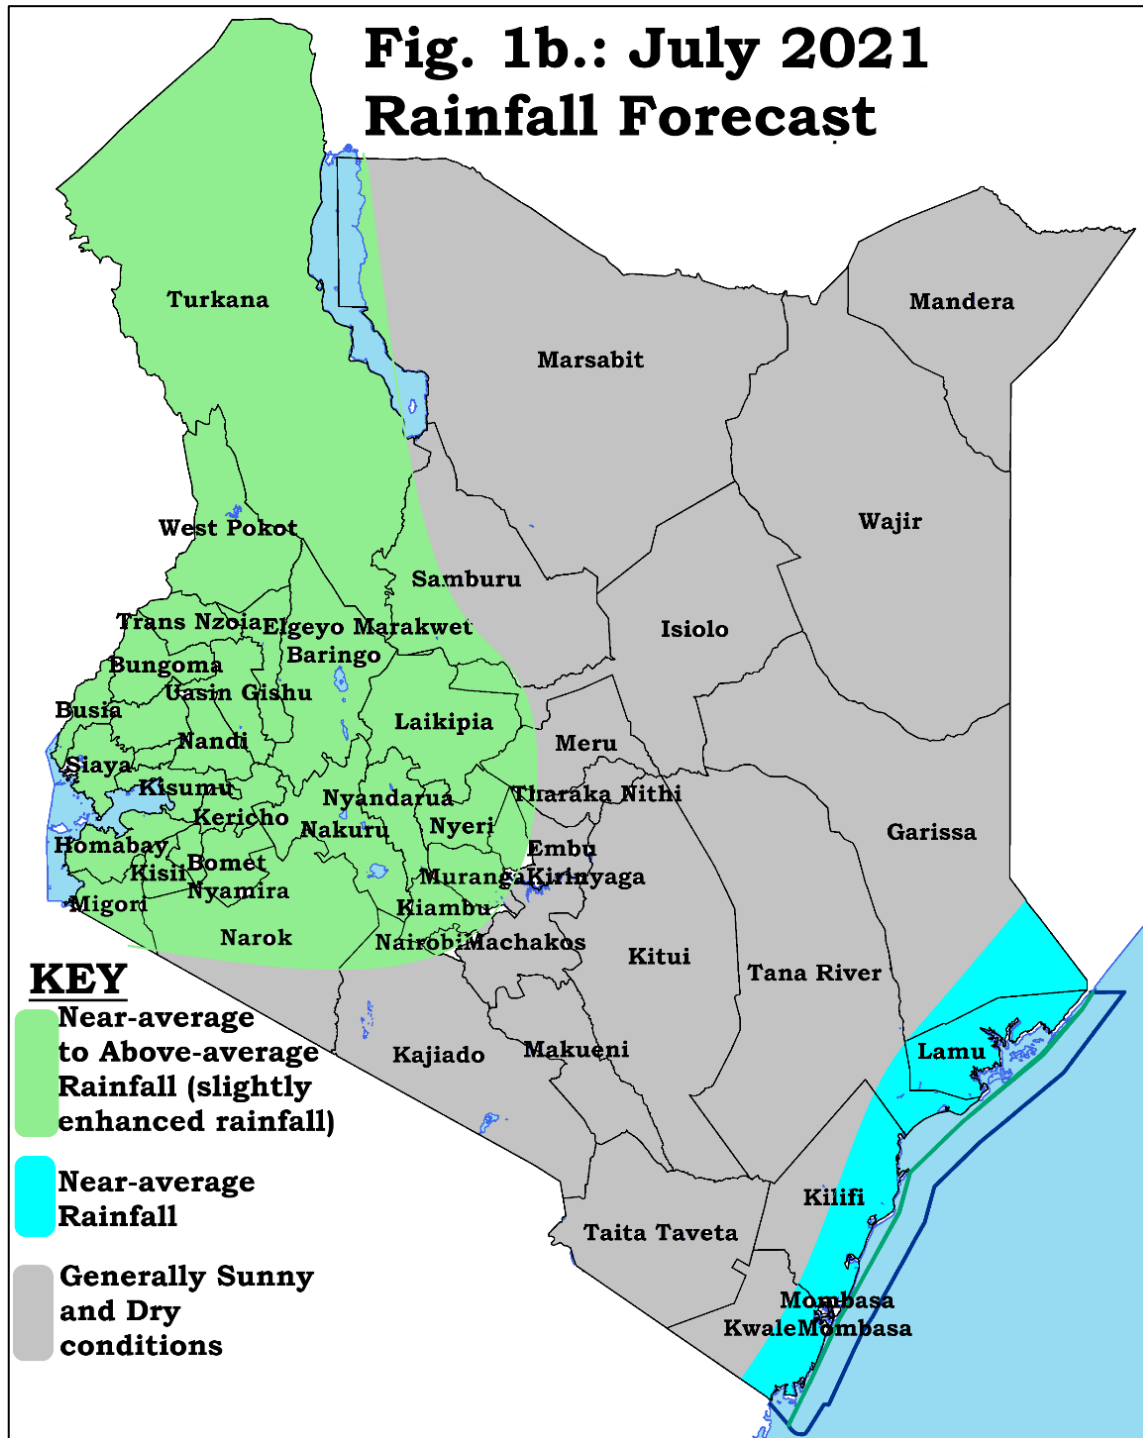 Fig. 1b.: July 2021
Rainfall Forecast
Turkana
Mandera
Marsabit
Wajir
West Pokot
Samburu
Trans Nzoia
Elgeyo Marakwet
Isiolo
Baringo
Bungoma
Uasin Gishu
Busia
Laikipia
Nandi
Meru
Siaya
Kisumu
Nyandarua
Tharaka Nithi
Kericho
Nakuru
Nyeri
Garissa
Homabay
Embu
Bomet
Kisii
Muranga
Kirinyaga
Nyamira
Migori
Kiambu
Narok
Nairobi
Machakos
Kitui
Tana River
Kajiado
Makueni
Lamu
Kilifi
Taita Taveta
Mombasa
Kwale
Mombasa
KEY
Near-average
to Above-average
Rainfall (slightly
enhanced rainfall)
Near-average
Rainfall
Generally Sunny
and Dry
conditions